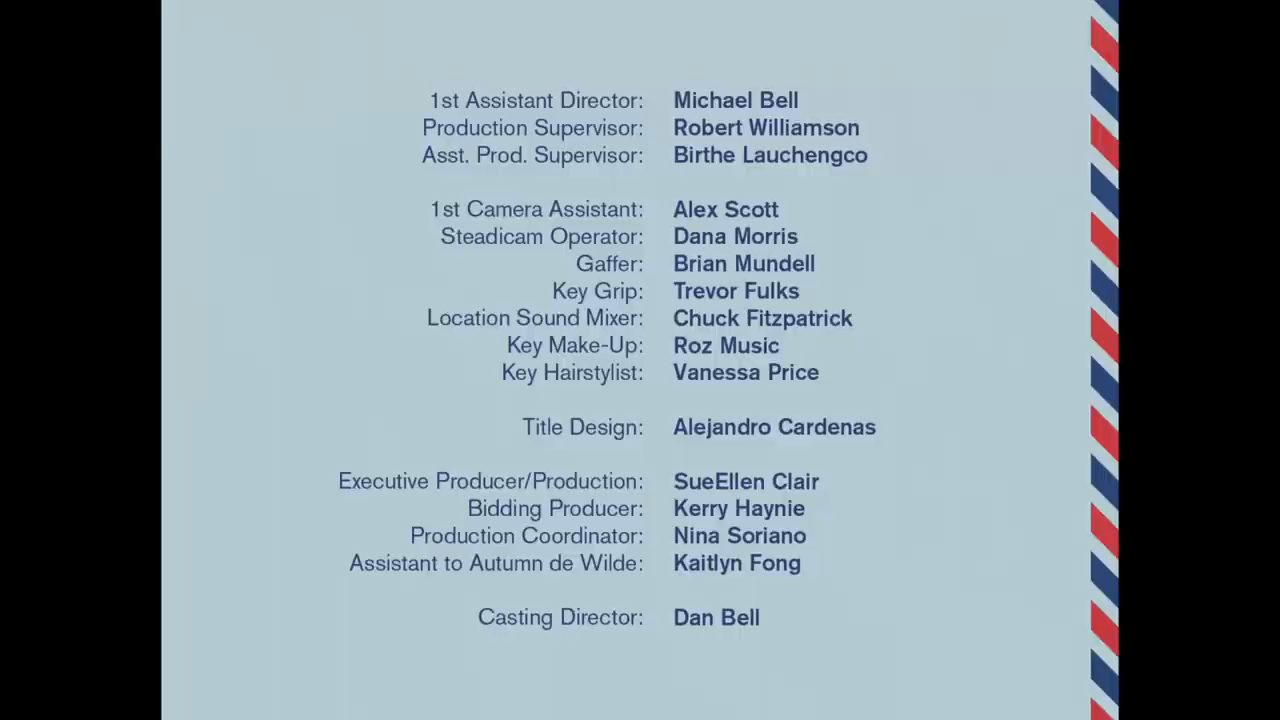 1st Assistant Director: Michael Bell
Production Supervisor: Robert Williamson
Asst. Prod. Supervisor: Birthe Lauchengco
1st Camera Assistant: Alex Scott
Steadicam Operator: Dana Morris
Gaffer: Brian Mundell
Key Grip: Trevor Fulks
Location Sound Mixer: Chuck Fitzpatrick
Key Make-Up: Roz Music
Key Hairstylist: Vanessa Price
Title Design: Alejandro Cardenas
Executive Producer/Production: SueEllen Clair
Bidding Producer: Kerry Haynie
Production Coordinator: Nina Soriano
Assistant to Autumn de Wilde: Kaitlyn Fong
Casting Director: Dan Bell